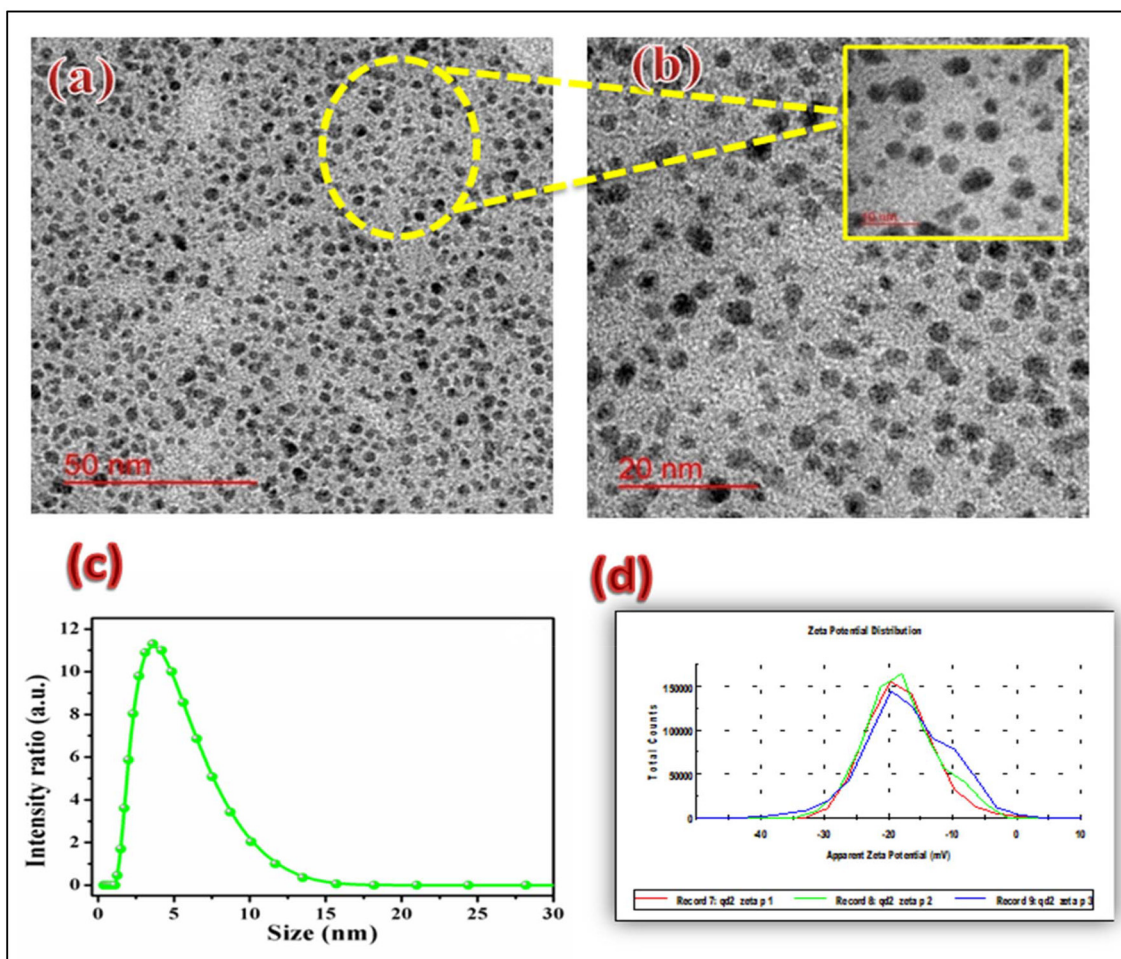 (a)
(b)
10 nm
50 nm
20 nm
(c)
(d)
12
10
8
6
4
2
0
Intensity ratio (a.u.)
0 5 10 15 20 25 30
Size (nm)
Zeta Potential Distribution
150000
100000
50000
0
Total Counts
-40 -30 -20 -10 0 10
Apparent Zeta Potential (mV)
Record 7: qd2 zeta p 1 Record 8: qd2 zeta p 2 Record 9: qd2 zeta p 3